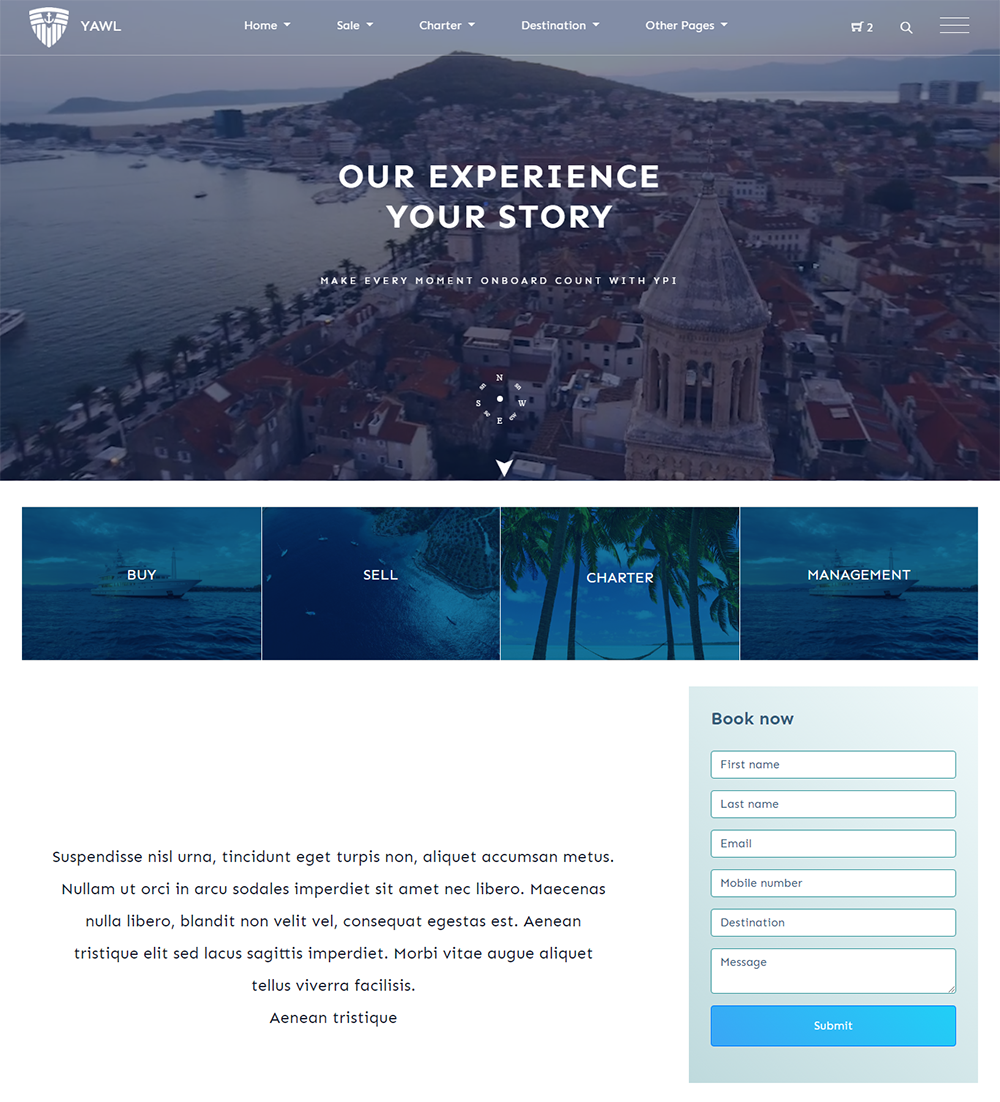 YAWL
Home
Sale
Charter
Destination
Other Pages
2
OUR EXPERIENCE
YOUR STORY
MAKE EVERY MOMENT ONBOARD COUNT WITH YPI
N
S
W
E
BUY
SELL
CHARTER
MANAGEMENT
Book now
First name
Last name
Email
Mobile number
Destination
Message
Submit
Suspendisse nisl urna, tincidunt eget turpis non, aliquet accumsan metus.
Nullam ut orci in arcu sodales imperdiet sit amet nec libero. Maecenas
nulla libero, blandit non velit vel, consequat egestas est. Aenean
tristique elit sed lacus sagittis imperdiet. Morbi vitae augue aliquet
tellus viverra facilisis.
Aenean tristique